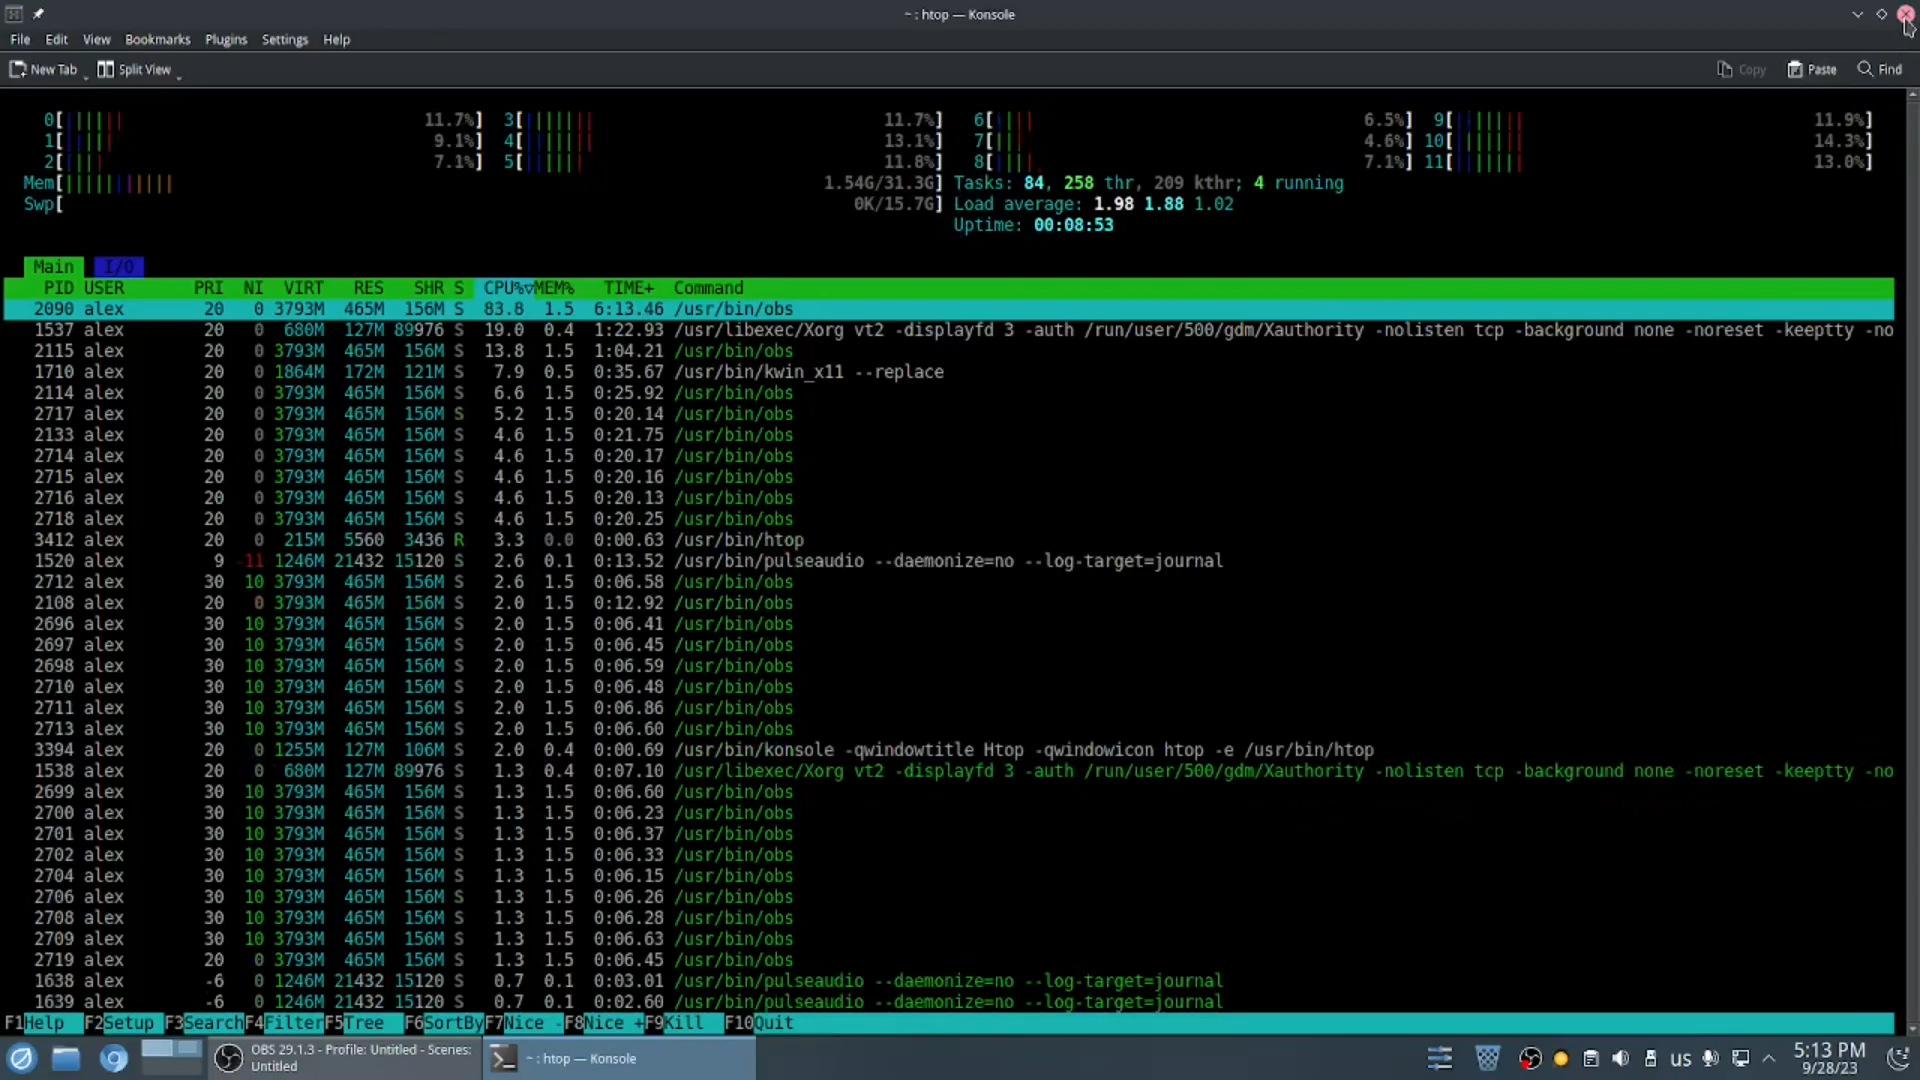 ~ : htop — Konsole
File Edit View Bookmarks Plugins Settings Help
New Tab Split View Copy Paste Find
0[||||||| 11.7%] 3[|||||||| 11.7%] 6[||||| 6.5%] 9[|||||||| 11.9%]
1[|||||| 9.1%] 4[|||||||| 13.1%] 7[|||| 4.6%] 10[|||||||| 14.3%]
2[||||| 7.1%] 5[||||||| 11.8%] 8[||||| 7.1%] 11[|||||||| 13.0%]
Mem[||||||||||||| 1.54G/31.3G] Tasks: 84, 258 thr, 209 kthr; 4 running
Swp[ 0K/15.7G] Load average: 1.98 1.88 1.02
Uptime: 00:08:53
Main I/O
PID USER PRI NI VIRT RES SHR S CPU%▽MEM% TIME+ Command
2090 alex 20 0 3793M 465M 156M S 83.8 1.5 6:13.46 /usr/bin/obs
1537 alex 20 0 680M 127M 89976 S 19.0 0.4 1:22.93 /usr/libexec/Xorg vt2 -displayfd 3 -auth /run/user/500/gdm/Xauthority -nolisten tcp -background none -noreset -keeptty -no
2115 alex 20 0 3793M 465M 156M S 13.8 1.5 1:04.21 /usr/bin/obs
1710 alex 20 0 1864M 172M 121M S 7.9 0.5 0:35.67 /usr/bin/kwin_x11 --replace
2114 alex 20 0 3793M 465M 156M S 6.6 1.5 0:25.92 /usr/bin/obs
2717 alex 20 0 3793M 465M 156M S 5.2 1.5 0:20.14 /usr/bin/obs
2133 alex 20 0 3793M 465M 156M S 4.6 1.5 0:21.75 /usr/bin/obs
2714 alex 20 0 3793M 465M 156M S 4.6 1.5 0:20.17 /usr/bin/obs
2715 alex 20 0 3793M 465M 156M S 4.6 1.5 0:20.16 /usr/bin/obs
2716 alex 20 0 3793M 465M 156M S 4.6 1.5 0:20.13 /usr/bin/obs
2718 alex 20 0 3793M 465M 156M S 4.6 1.5 0:20.25 /usr/bin/obs
3412 alex 20 0 215M 5560 3436 R 3.3 0.0 0:00.63 /usr/bin/htop
1520 alex 9 -11 1246M 21432 15120 S 2.6 0.1 0:13.52 /usr/bin/pulseaudio --daemonize=no --log-target=journal
2712 alex 30 10 3793M 465M 156M S 2.6 1.5 0:06.58 /usr/bin/obs
2108 alex 20 0 3793M 465M 156M S 2.0 1.5 0:12.92 /usr/bin/obs
2696 alex 30 10 3793M 465M 156M S 2.0 1.5 0:06.41 /usr/bin/obs
2697 alex 30 10 3793M 465M 156M S 2.0 1.5 0:06.45 /usr/bin/obs
2698 alex 30 10 3793M 465M 156M S 2.0 1.5 0:06.59 /usr/bin/obs
2710 alex 30 10 3793M 465M 156M S 2.0 1.5 0:06.48 /usr/bin/obs
2711 alex 30 10 3793M 465M 156M S 2.0 1.5 0:06.86 /usr/bin/obs
2713 alex 30 10 3793M 465M 156M S 2.0 1.5 0:06.60 /usr/bin/obs
3394 alex 20 0 1255M 127M 106M S 2.0 0.4 0:00.69 /usr/bin/konsole -qwindowtitle Htop -qwindowicon htop -e /usr/bin/htop
1538 alex 20 0 680M 127M 89976 S 1.3 0.4 0:07.10 /usr/libexec/Xorg vt2 -displayfd 3 -auth /run/user/500/gdm/Xauthority -nolisten tcp -background none -noreset -keeptty -no
2699 alex 30 10 3793M 465M 156M S 1.3 1.5 0:06.60 /usr/bin/obs
2700 alex 30 10 3793M 465M 156M S 1.3 1.5 0:06.23 /usr/bin/obs
2701 alex 30 10 3793M 465M 156M S 1.3 1.5 0:06.37 /usr/bin/obs
2702 alex 30 10 3793M 465M 156M S 1.3 1.5 0:06.33 /usr/bin/obs
2704 alex 30 10 3793M 465M 156M S 1.3 1.5 0:06.15 /usr/bin/obs
2706 alex 30 10 3793M 465M 156M S 1.3 1.5 0:06.26 /usr/bin/obs
2708 alex 30 10 3793M 465M 156M S 1.3 1.5 0:06.28 /usr/bin/obs
2709 alex 30 10 3793M 465M 156M S 1.3 1.5 0:06.63 /usr/bin/obs
2719 alex 20 0 3793M 465M 156M S 1.3 1.5 0:06.45 /usr/bin/obs
1638 alex -6 0 1246M 21432 15120 S 0.7 0.1 0:03.01 /usr/bin/pulseaudio --daemonize=no --log-target=journal
1639 alex -6 0 1246M 21432 15120 S 0.7 0.1 0:02.60 /usr/bin/pulseaudio --daemonize=no --log-target=journal
F1Help F2Setup F3SearchF4FilterF5Tree F6SortByF7Nice -F8Nice +F9Kill F10Quit
OBS 29.1.3 - Profile: Untitled - Scenes:
Untitled
~ : htop — Konsole
us
5:13 PM
9/28/23